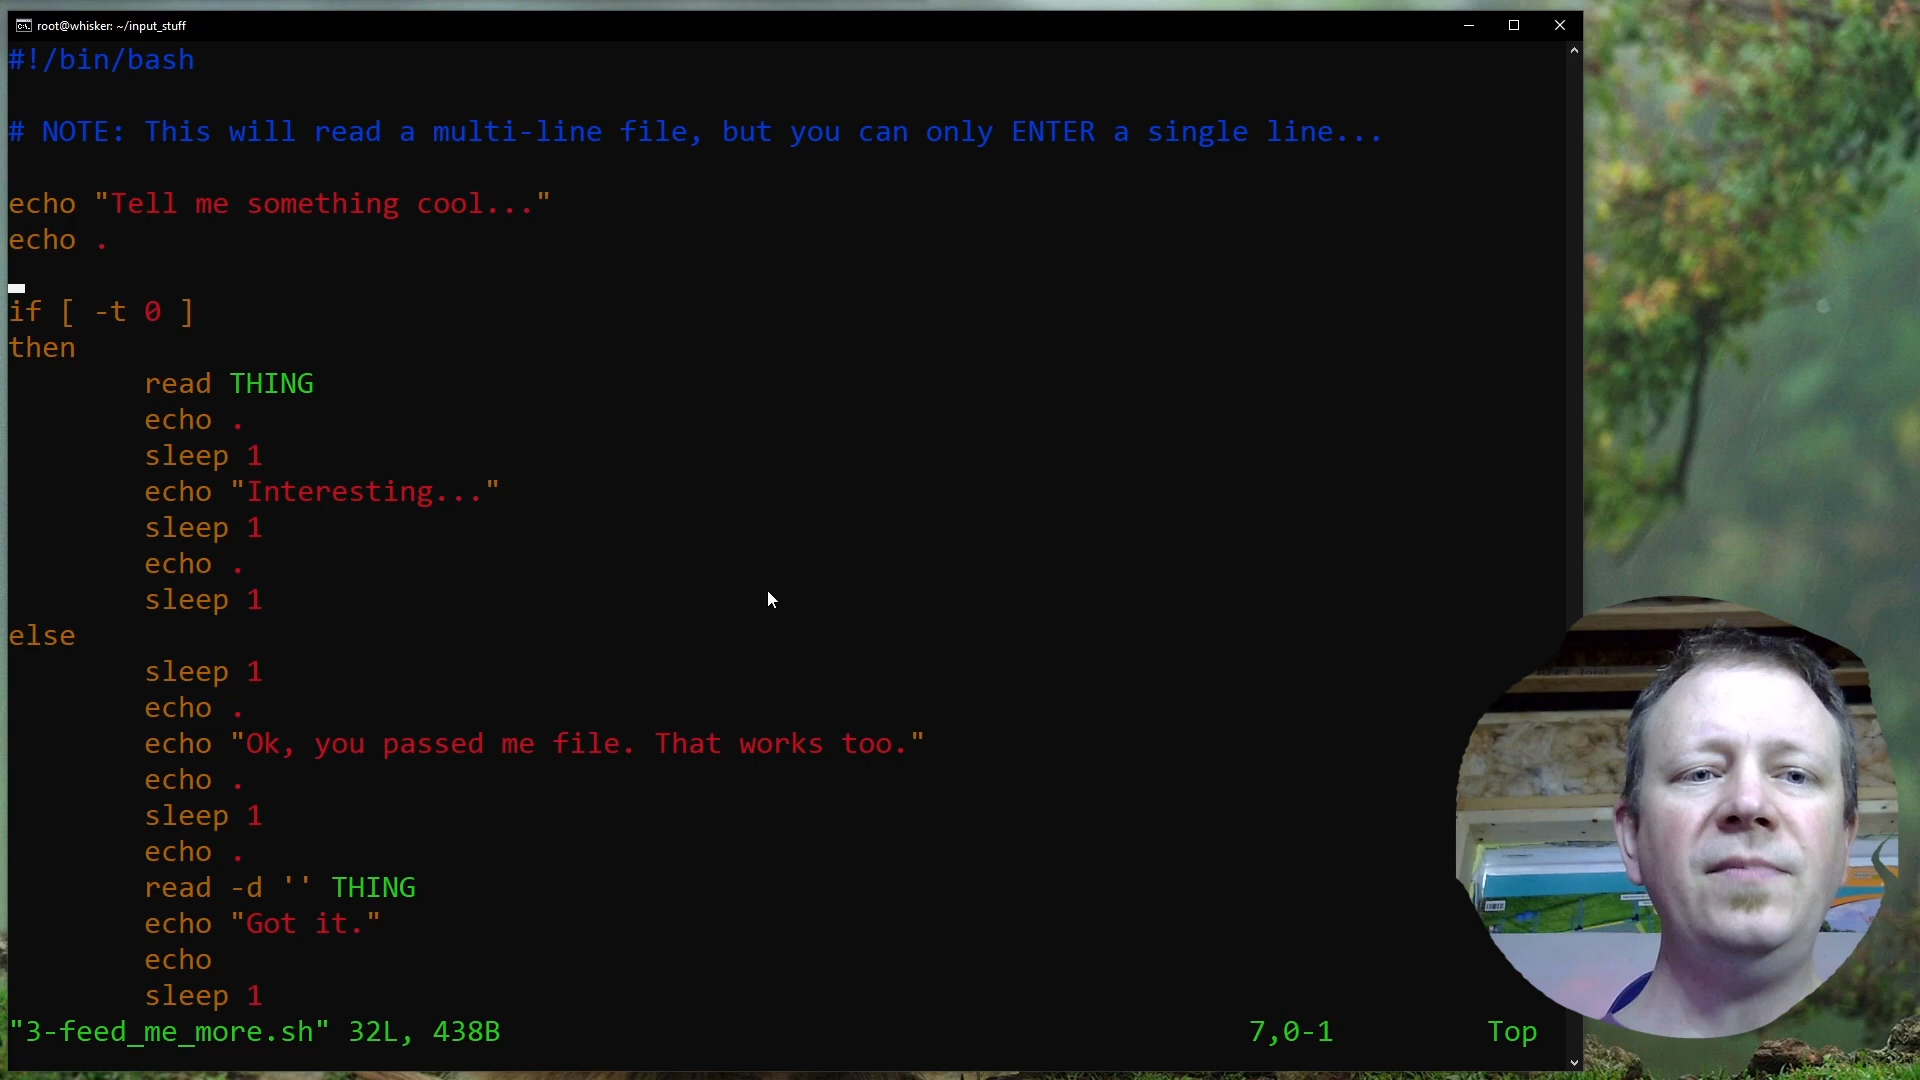 root@whisker: ~/input_stuff
#!/bin/bash
# NOTE: This will read a multi-line file, but you can only ENTER a single line...
echo "Tell me something cool..."
echo .
if [ -t 0 ]
then
read THING
echo .
sleep 1
echo "Interesting..."
sleep 1
echo .
sleep 1
else
sleep 1
echo .
echo "Ok, you passed me file. That works too."
echo .
sleep 1
echo .
read -d '' THING
echo "Got it."
echo
sleep 1
"3-feed_me_more.sh" 32L, 438B 7,0-1 Top